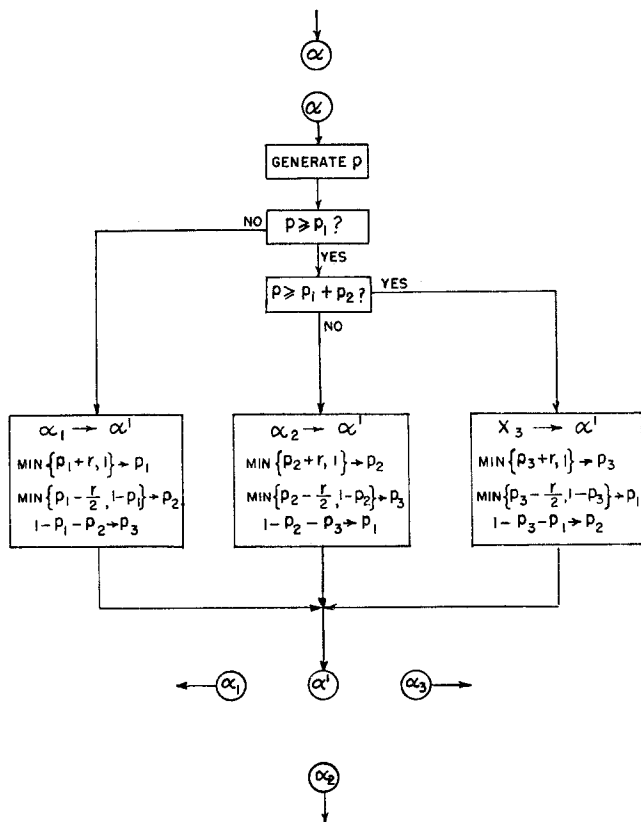 α
α
GENERATE p
p ≥ p₁ ?
NO
YES
p ≥ p₁ + p₂ ?
YES
NO
α₁ → α'
MIN{p₁ + r, 1} → p₁
MIN{p₁ - r/2, 1-p₁} → p₂
1 - p₁ - p₂ → p₃
α₂ → α'
MIN{p₂ + r, 1} → p₂
MIN{p₂ - r/2, 1-p₂} → p₃
1 - p₂ - p₃ → p₁
X₃ → α'
MIN{p₃ + r, 1} → p₃
MIN{p₃ - r/2, 1-p₃} → p₁
1 - p₃ - p₁ → p₂
α₁
α'
α₃
α₂